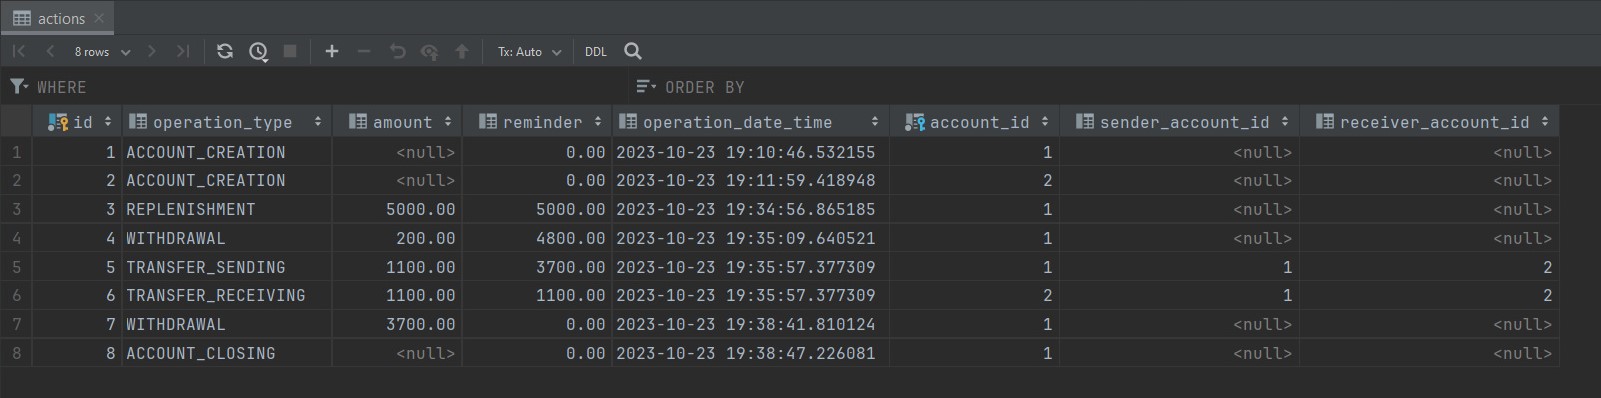 actions
8 rows Tx: Auto DDL
WHERE ORDER BY
id operation_type amount reminder operation_date_time account_id sender_account_id receiver_account_id
1 1 ACCOUNT_CREATION <null> 0.00 2023-10-23 19:10:46.532155 1 <null> <null>
2 2 ACCOUNT_CREATION <null> 0.00 2023-10-23 19:11:59.418948 2 <null> <null>
3 3 REPLENISHMENT 5000.00 5000.00 2023-10-23 19:34:56.865185 1 <null> <null>
4 4 WITHDRAWAL 200.00 4800.00 2023-10-23 19:35:09.640521 1 <null> <null>
5 5 TRANSFER_SENDING 1100.00 3700.00 2023-10-23 19:35:57.377309 1 1 2
6 6 TRANSFER_RECEIVING 1100.00 1100.00 2023-10-23 19:35:57.377309 2 1 2
7 7 WITHDRAWAL 3700.00 0.00 2023-10-23 19:38:41.810124 1 <null> <null>
8 8 ACCOUNT_CLOSING <null> 0.00 2023-10-23 19:38:47.226081 1 <null> <null>